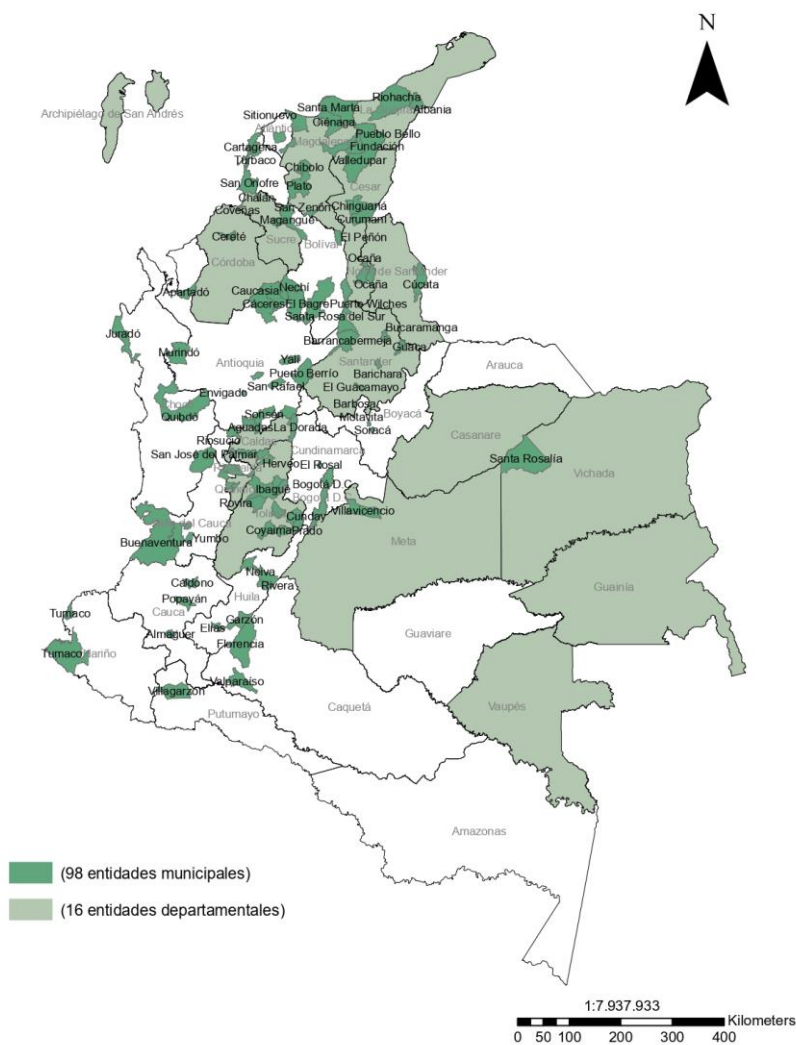 N
Archipiélago de San Andrés
Riohacha
Santa Marta
Albania
Sitionuevo
Ciénaga
Pueblo Bello
Magdalena
Cartagena
Fundación
Turbaco
Valledupar
Chibolo
San Onofre
Plato
Cesar
Chalán
Coveñas
San Zenón
Chiriguaná
Magangué
Curumaní
Cereté
Sucre
Bolívar
El Peñón
Córdoba
Ocaña
Norte de Santander
Ocaña
Cúcuta
Apartadó
Caucasia
Nechí
Cáceres
El Bagre
Puerto Wilches
Santa Rosa del Sur
Bucaramanga
Juradó
Barrancabermeja
Guaca
Murindó
Antioquia
Yalí
Santander
Arauca
Puerto Berrío
Barichara
San Rafael
El Guacamayo
Envigado
Barbosa
Quibdó
Motavita
Boyacá
Sonsón
Soracá
Casanare
Aguadas
La Dorada
Riosucio
Caldas
Cundinamarca
San José del Palmar
Santa Rosalía
Herveo
El Rosal
Vichada
Ibagué
Bogotá D.C.
Bogotá D.C.
Rovira
Villavicencio
Cunday
Meta
Buenaventura
Yumbo
Coyaima
Prado
Neiva
Guainía
Caldono
Rivera
Popayán
Huila
Cauca
Garzón
Tumaco
Elías
Guaviare
Almaguer
Florencia
Tumaco
Nariño
Valparaíso
Villagarzón
Caquetá
Vaupés
Putumayo
Amazonas
(98 entidades municipales)
(16 entidades departamentales)
1:7.937.933
Kilometers
0 50 100 200 300 400